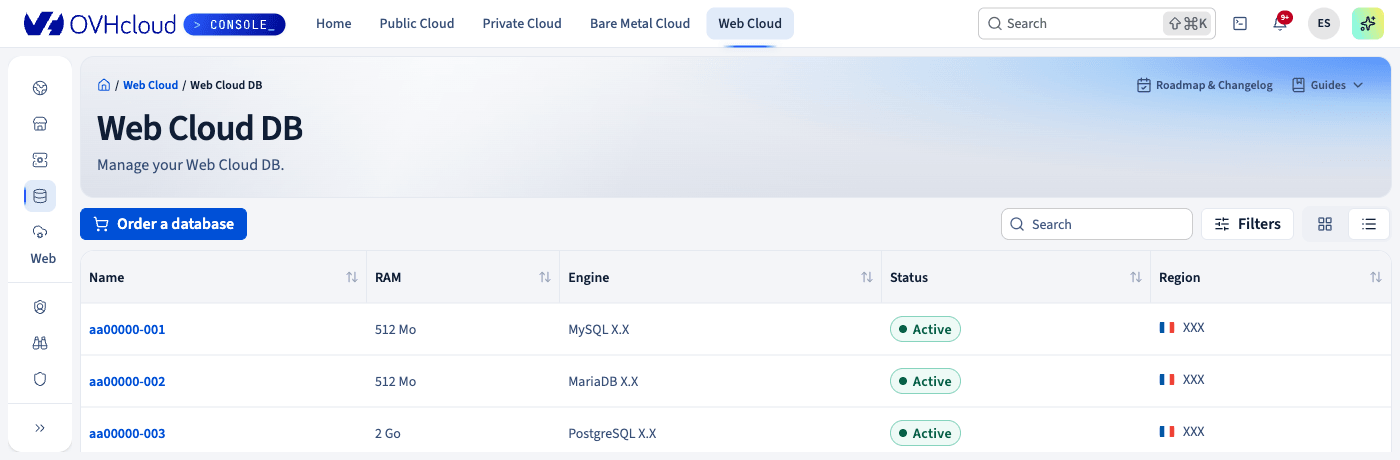 OVHcloud > CONSOLE_ Home Public Cloud Private Cloud Bare Metal Cloud Web Cloud Search ⇧⌘K 9+ ES
/ Web Cloud / Web Cloud DB Roadmap & Changelog Guides
Web Cloud DB
Manage your Web Cloud DB.
Order a database Search Filters
Web
Name RAM Engine Status Region
aa00000-001 512 Mo MySQL X.X Active XXX
aa00000-002 512 Mo MariaDB X.X Active XXX
aa00000-003 2 Go PostgreSQL X.X Active XXX